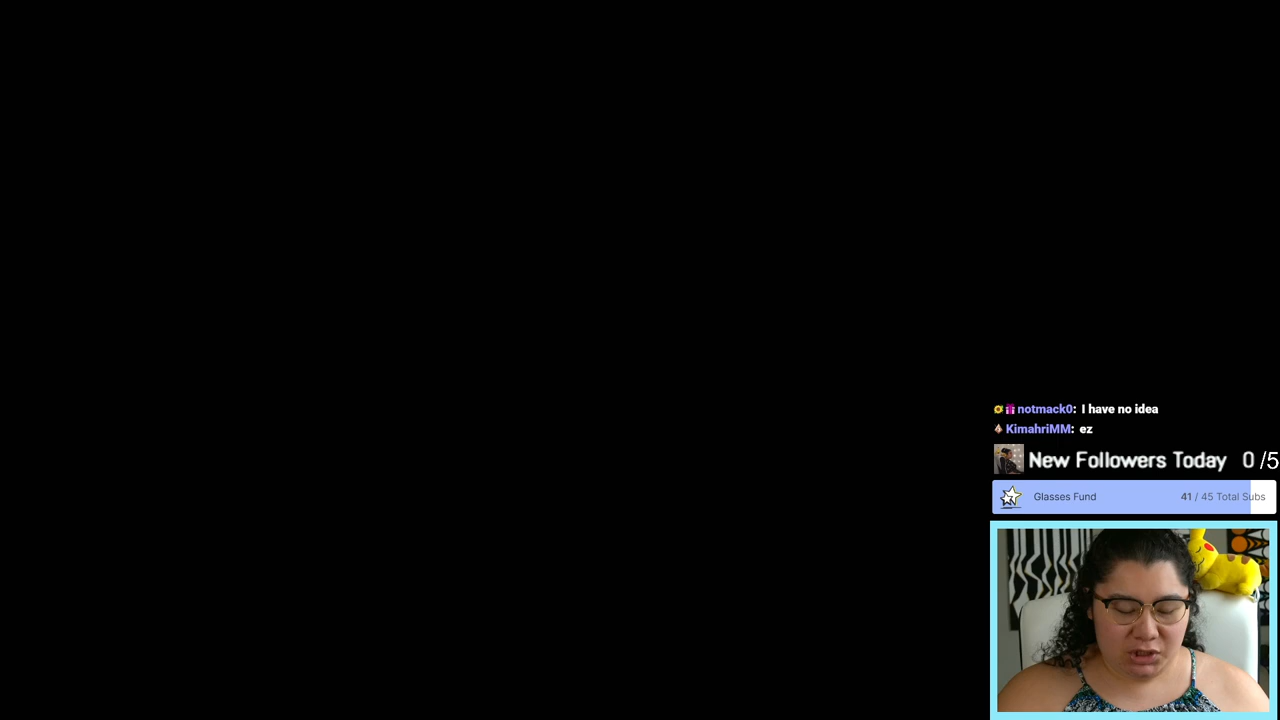 notmack0: I have no idea
KimahriMM: ez
New Followers Today 0 /5
Glasses Fund 41 / 45 Total Subs